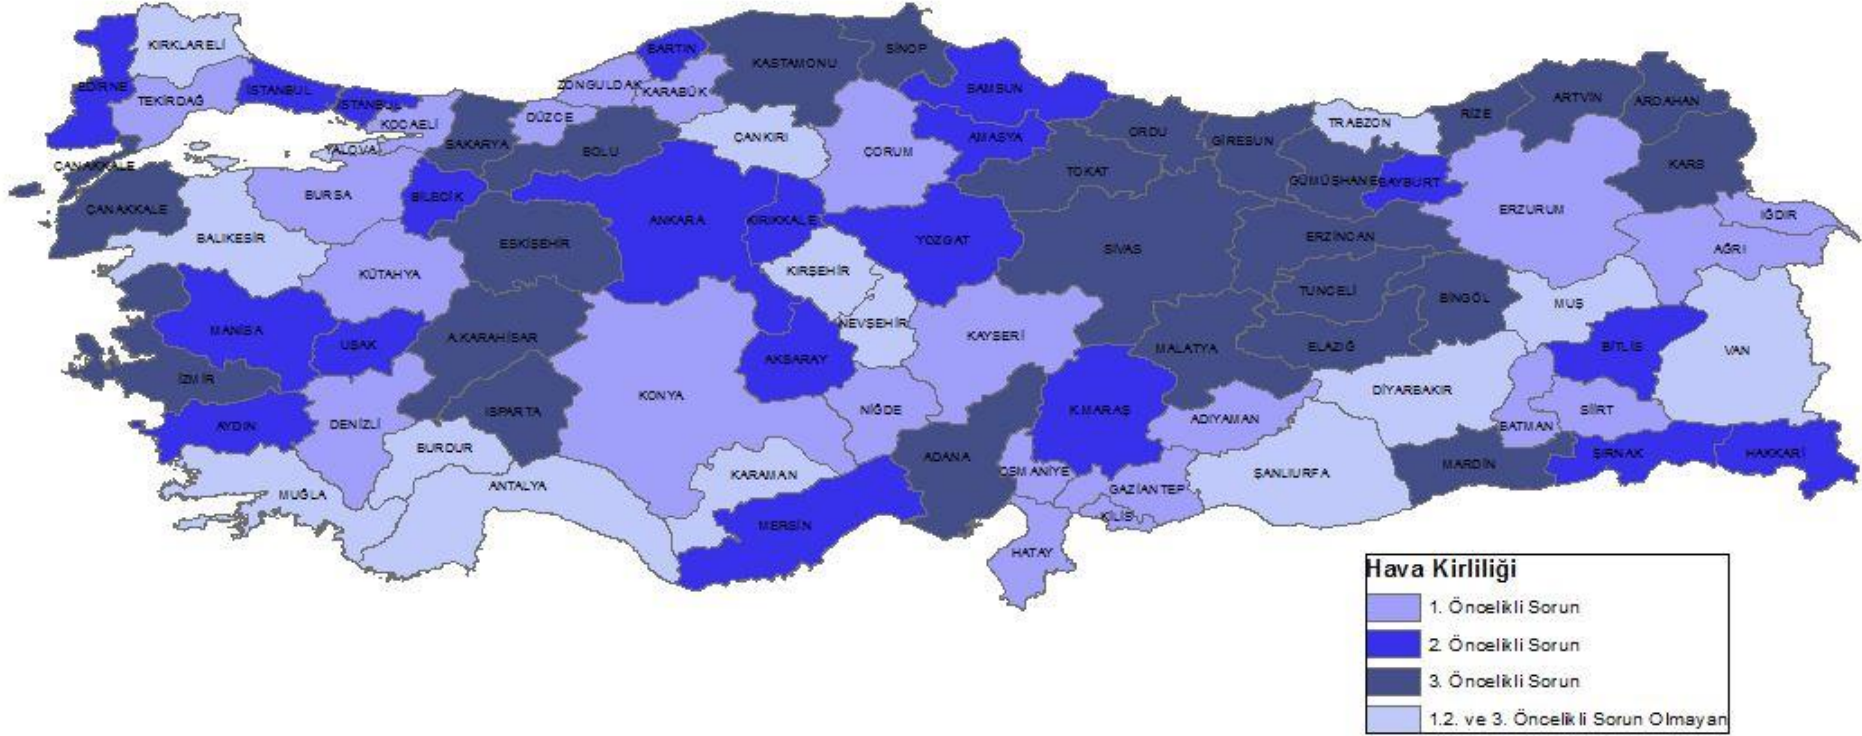 KIRKLARELİ
EDİRNE
TEKİRDAĞ
İSTANBUL
İSTANBUL
KOCAELİ
YALOVA
SAKARYA
DÜZCE
ZONGULDAK
BARTIN
KARABÜK
KASTAMONU
SİNOP
SAMSUN
BOLU
ÇANKIRI
ÇORUM
AMASYA
TOKAT
ORDU
GİRESUN
TRABZON
RİZE
ARTVİN
ARDAHAN
KARS
GÜMÜŞHANE
BAYBURT
ERZURUM
IĞDIR
AĞRI
ÇANAKKALE
ÇANAKKALE
BALIKESİR
BURSA
BİLECİK
KÜTAHYA
ESKİŞEHİR
ANKARA
KIRIKKALE
YOZGAT
KIRŞEHİR
NEVŞEHİR
SİVAS
ERZİNCAN
TUNCELİ
BİNGÖL
MUŞ
BİTLİS
VAN
MANİSA
UŞAK
A.KARAHİSAR
İZMİR
AYDIN
DENİZLİ
ISPARTA
BURDUR
MUĞLA
ANTALYA
KONYA
AKSARAY
NİĞDE
KAYSERİ
KARAMAN
MERSİN
ADANA
OSMANİYE
HATAY
K.MARAŞ
MALATYA
ELAZIĞ
ADIYAMAN
GAZİANTEP
KİLİS
ŞANLIURFA
DİYARBAKIR
BATMAN
SİİRT
MARDİN
ŞIRNAK
HAKKARİ
Hava Kirliliği
1. Öncelikli Sorun
2. Öncelikli Sorun
3. Öncelikli Sorun
1.2. ve 3. Öncelikli Sorun Olmayan